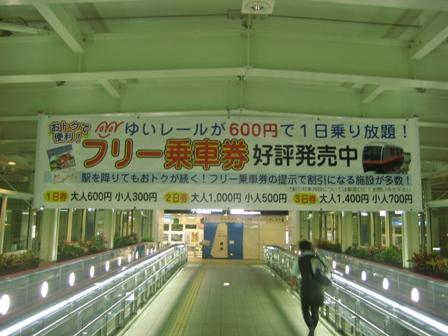 おトクで
便利!
ゆいレールが600円で1日乗り放題!
フリー乗車券 好評発売中
駅を降りてもおトクが続く!フリー乗車券の提示で割引になる施設が多数!
1日券 大人600円 小人300円 2日券 大人1,000円 小人500円 3日券 大人1,400円 小人700円